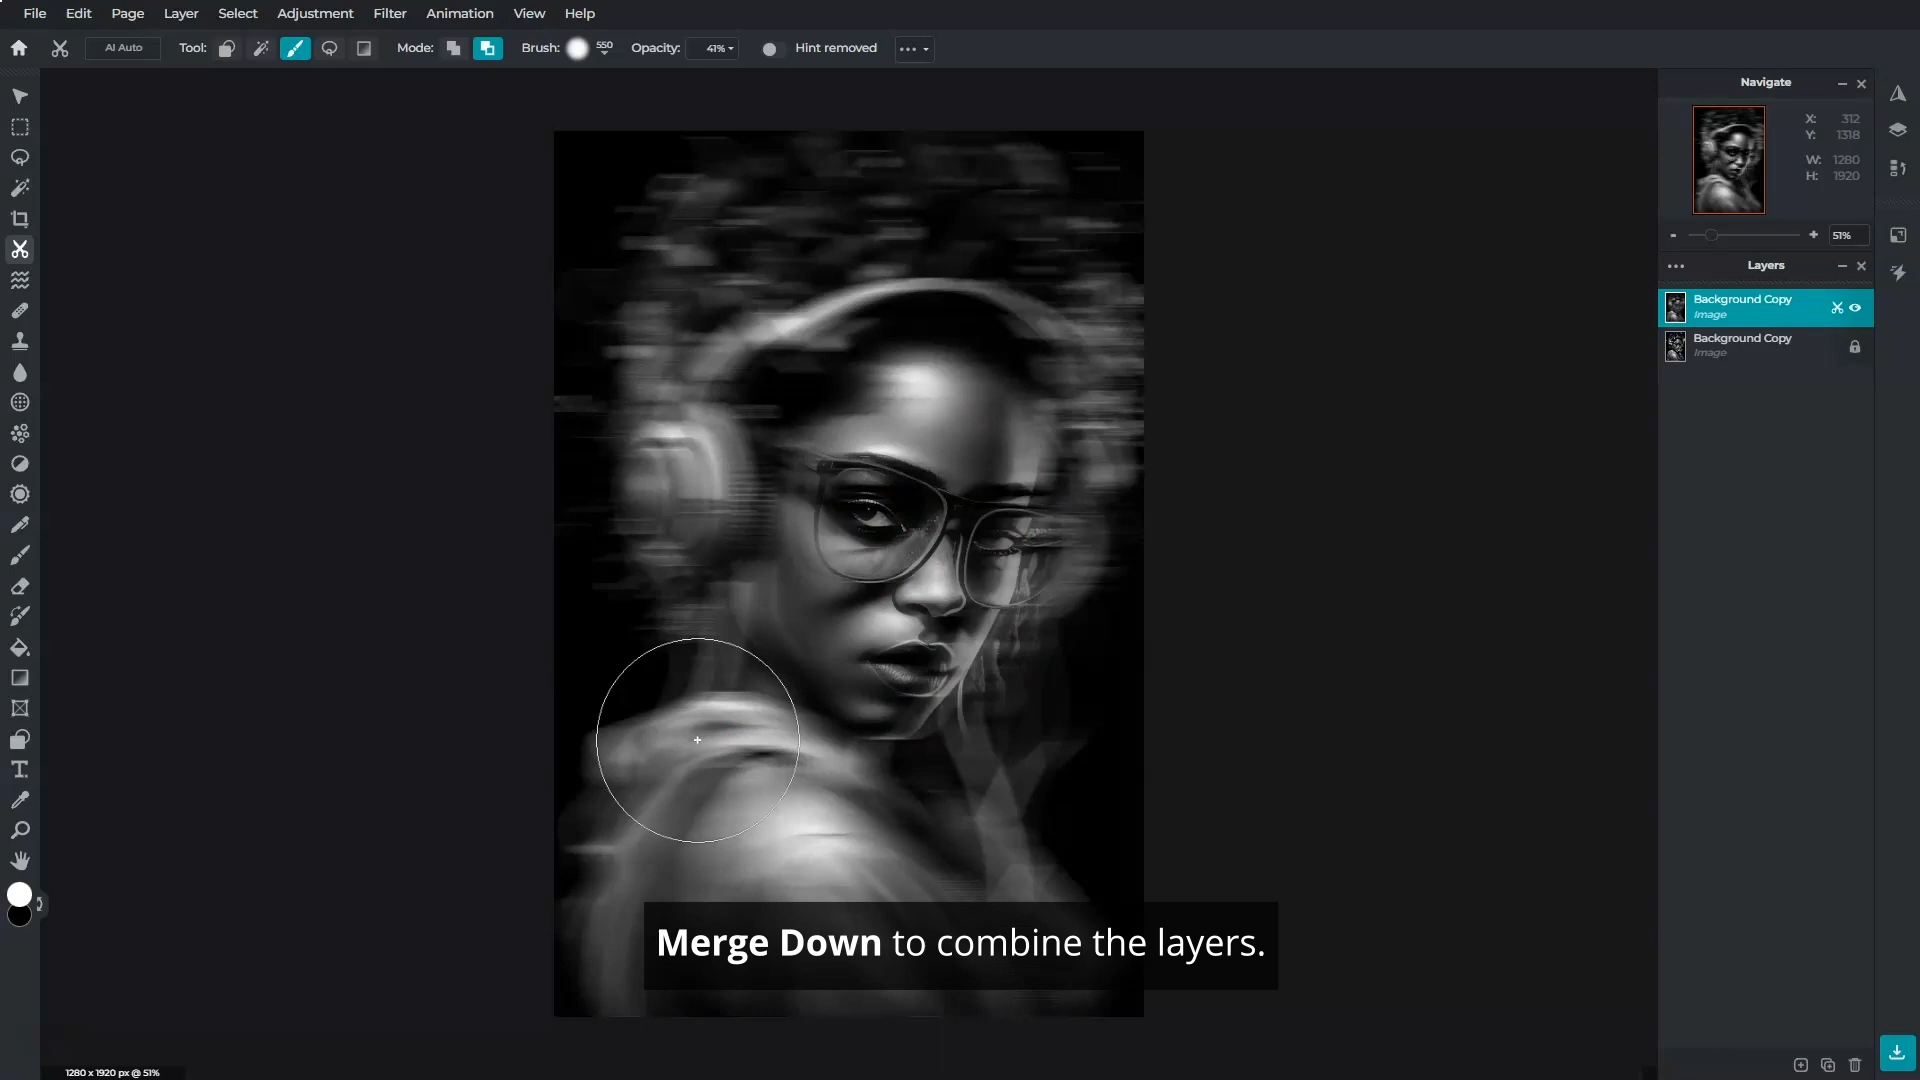 File Edit Page Layer Select Adjustment Filter Animation View Help
AI Auto Tool: Mode: Brush: 550 Opacity: 41% Hint removed
Navigate
X: 312
Y: 1318
W: 1280
H: 1920
- + 51%
Layers
Background Copy
Image
Background Copy
Image
Merge Down to combine the layers.
1280 x 1920 px @ 51%